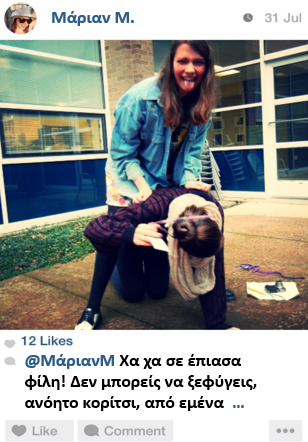 Μάριαν Μ.
31 Jul
12 Likes
@ΜάριανΜ Χα χα σε έπιασα
φίλη! Δεν μπορείς να ξεφύγεις,
ανόητο κορίτσι, από εμένα ...
Like
Comment